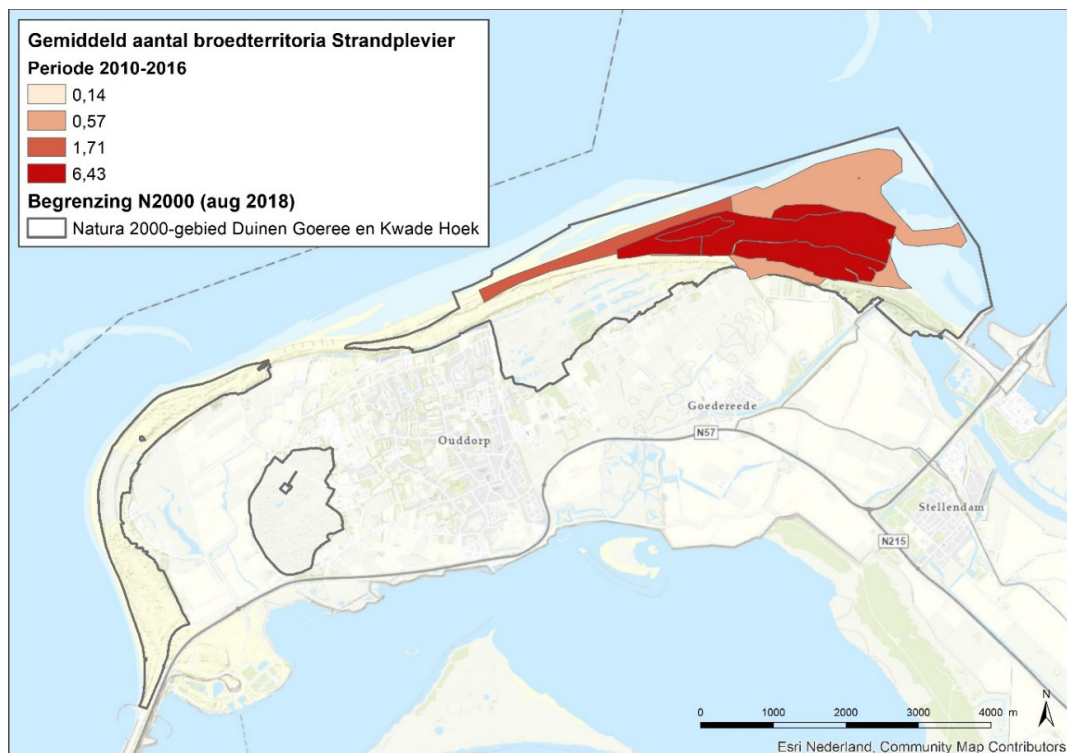 Gemiddeld aantal broedterritoria Strandplevier
Periode 2010-2016
0,14
0,57
1,71
6,43
Begrenzing N2000 (aug 2018)
Natura 2000-gebied Duinen Goeree en Kwade Hoek
Goedereede
Ouddorp
N57
Stellendam
N215
N
0 1000 2000 3000 4000 m
Esri Nederland, Community Map Contributors